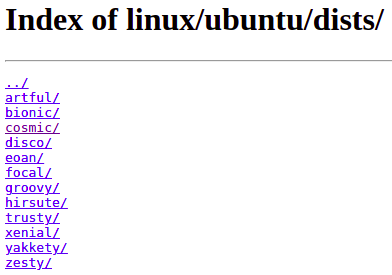 Index of linux/ubuntu/dists/
../
artful/
bionic/
cosmic/
disco/
eoan/
focal/
groovy/
hirsute/
trusty/
xenial/
yakkety/
zesty/